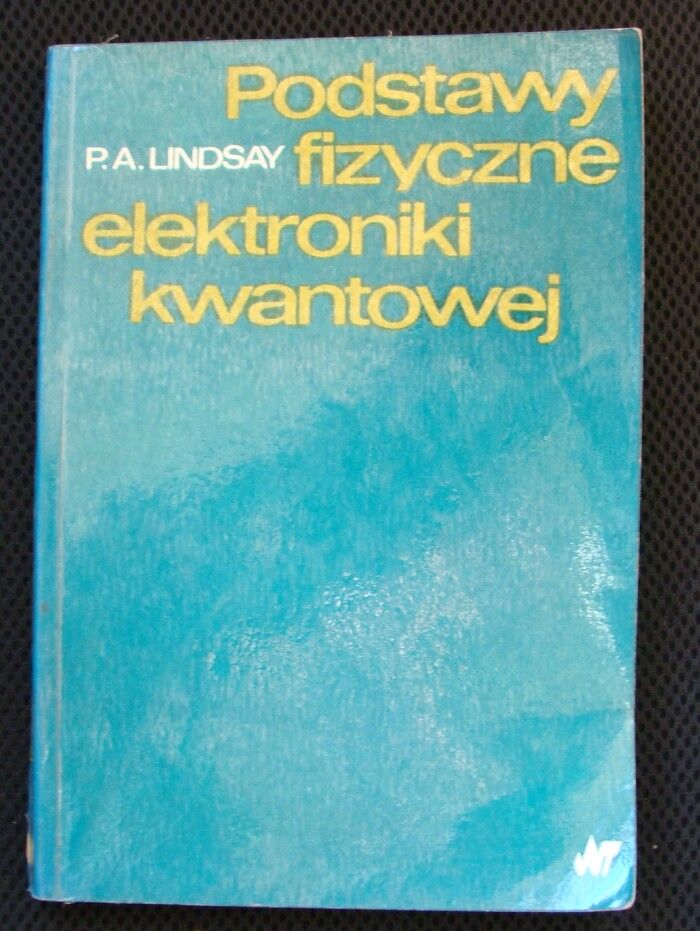 Podstawy
P. A. LINDSAY fizyczne
elektroniki
kwantowej
WNT